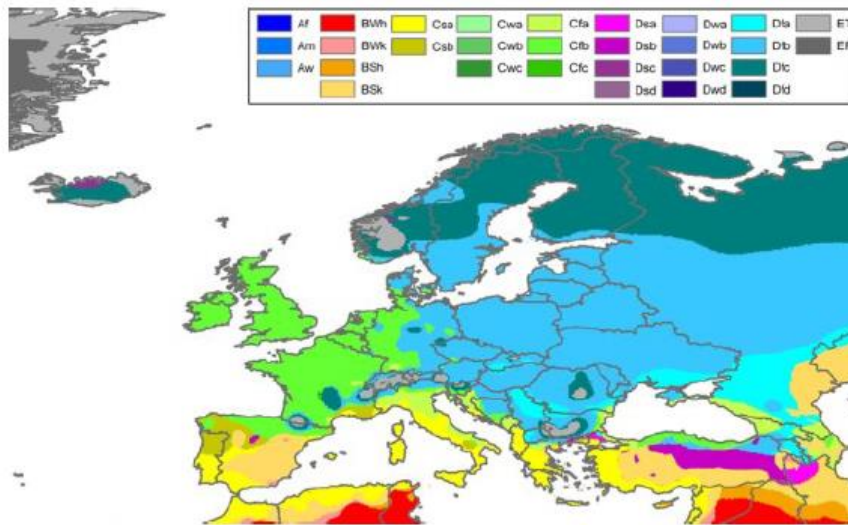 Af BWh Csa Cwa Cfa Dsa Dwa Dfa ET
Am BWk Csb Cwb Cfb Dsb Dwb Dfb EF
Aw BSh Cwc Cfc Dsc Dwc Dfc
BSk Dsd Dwd Dfd